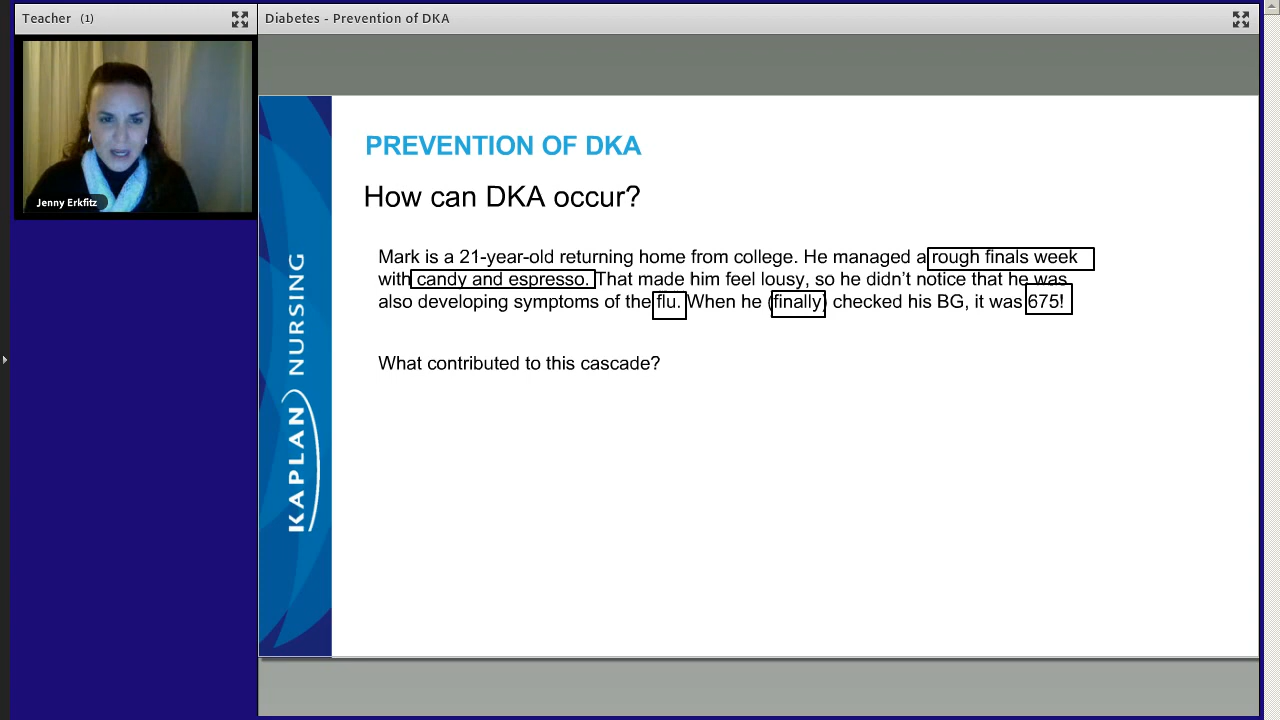 Teacher (1)
Diabetes - Prevention of DKA
Jenny Erkfitz
KAPLAN NURSING
PREVENTION OF DKA
How can DKA occur?
Mark is a 21-year-old returning home from college. He managed a rough finals week
with candy and espresso. That made him feel lousy, so he didn't notice that he was
also developing symptoms of the flu. When he (finally) checked his BG, it was 675!
What contributed to this cascade?